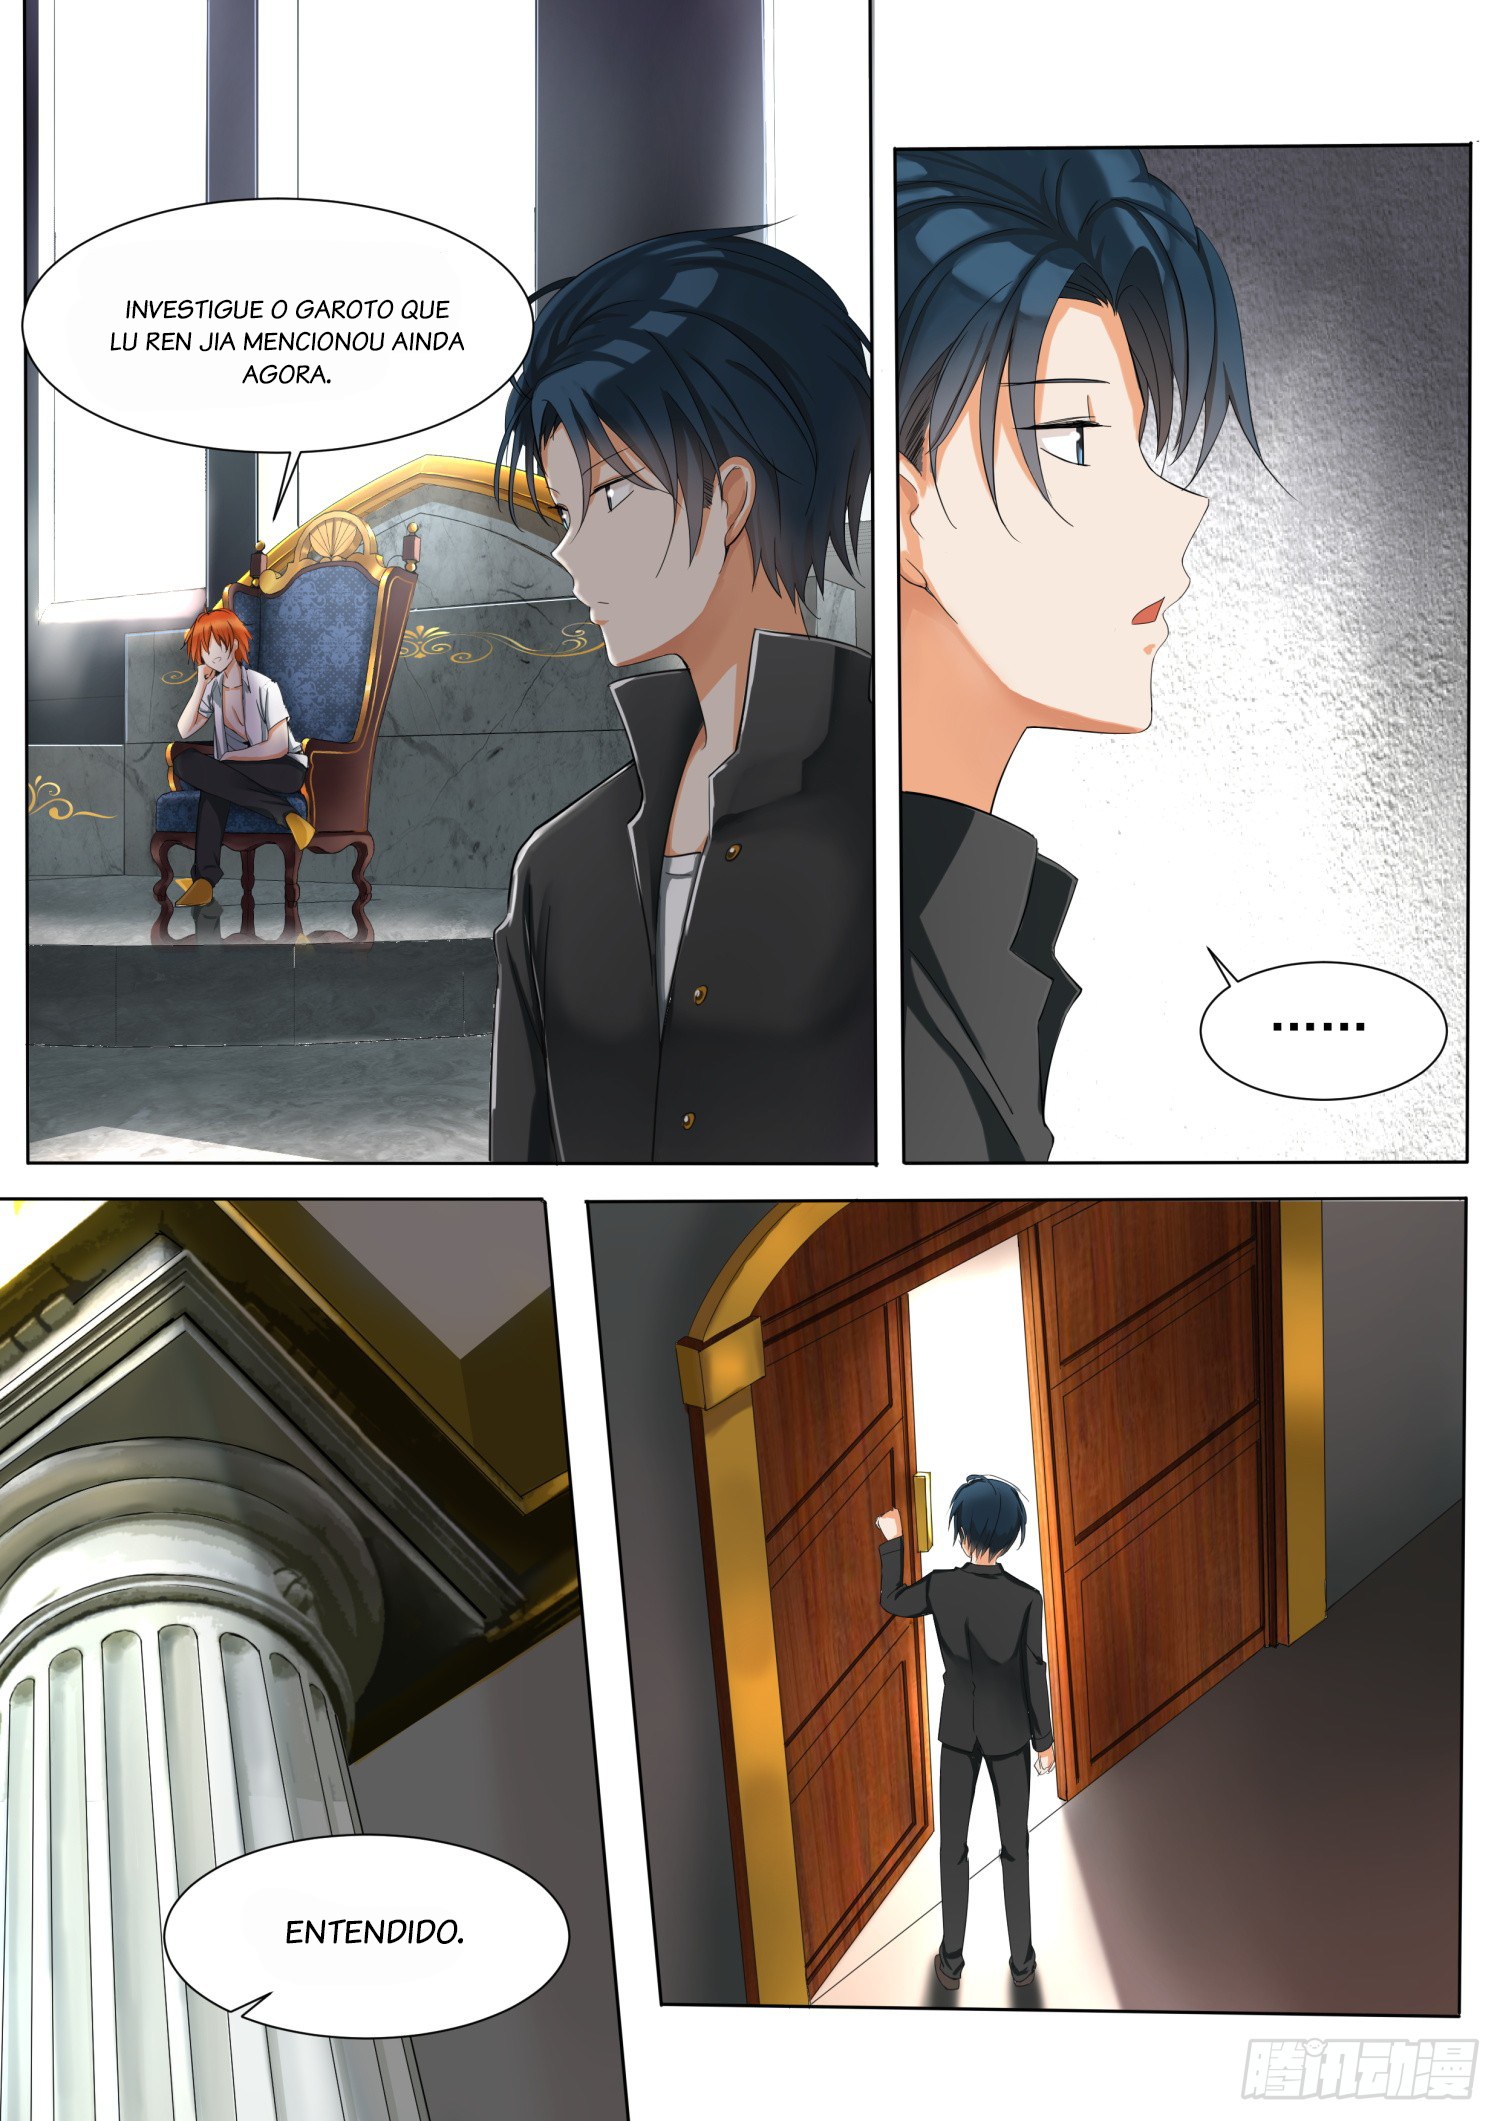 INVESTIGUE O GAROTO QUE
LU REN JIA MENCIONOU AINDA
AGORA.
......
ENTENDIDO.
腾讯动漫